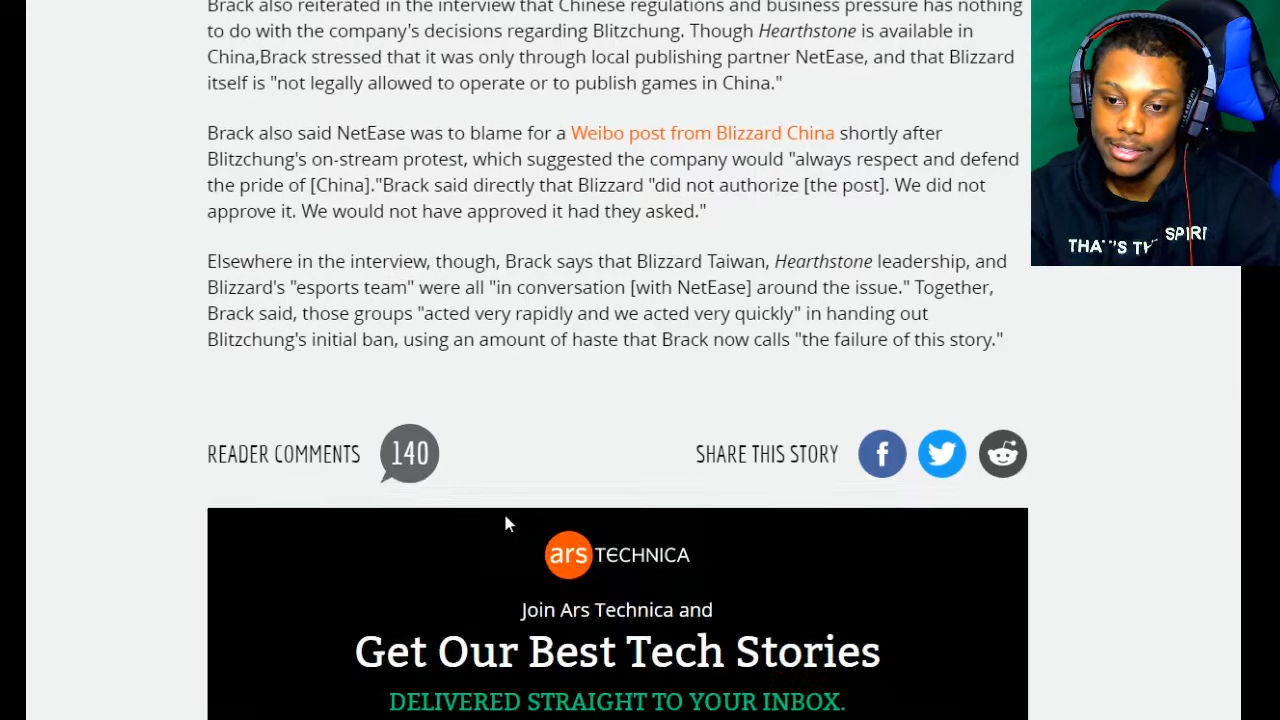 Brack also reiterated in the interview that Chinese regulations and business pressure has nothing
to do with the company's decisions regarding Blitzchung. Though Hearthstone is available in
China,Brack stressed that it was only through local publishing partner NetEase, and that Blizzard
itself is "not legally allowed to operate or to publish games in China."
Brack also said NetEase was to blame for a Weibo post from Blizzard China shortly after
Blitzchung's on-stream protest, which suggested the company would "always respect and defend
the pride of [China]."Brack said directly that Blizzard "did not authorize [the post]. We did not
approve it. We would not have approved it had they asked."
Elsewhere in the interview, though, Brack says that Blizzard Taiwan, Hearthstone leadership, and
Blizzard's "esports team" were all "in conversation [with NetEase] around the issue." Together,
Brack said, those groups "acted very rapidly and we acted very quickly" in handing out
Blitzchung's initial ban, using an amount of haste that Brack now calls "the failure of this story."
READER COMMENTS 140
SHARE THIS STORY f
ars TECHNICA
Join Ars Technica and
Get Our Best Tech Stories
DELIVERED STRAIGHT TO YOUR INBOX.
THAT'S THE SPIRIT